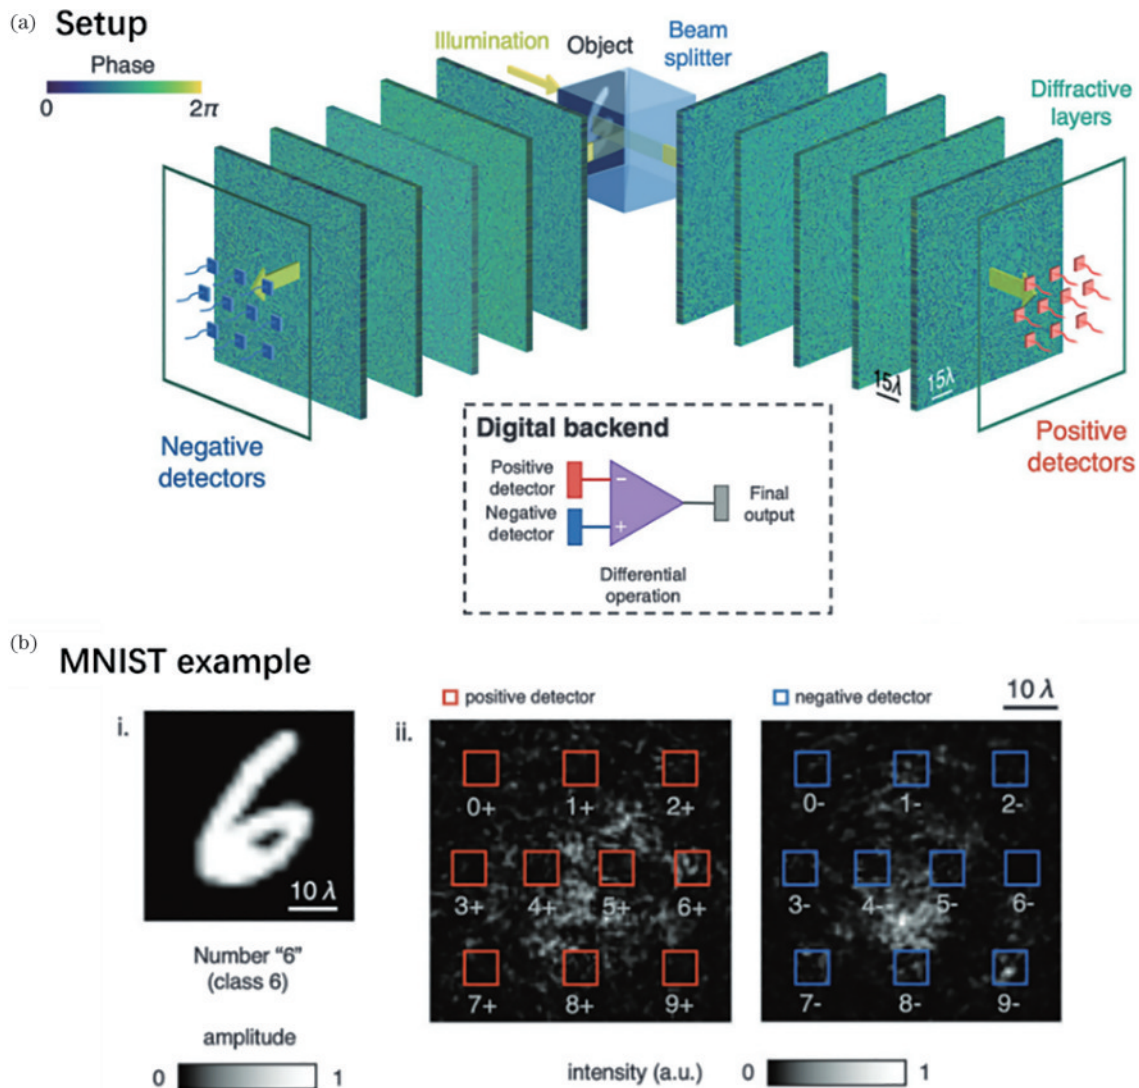 (a) Setup
Phase
0 2π
Illumination
Object
Beam
splitter
Diffractive
layers
15λ
15λ
Negative
detectors
Positive
detectors
Digital backend
Positive
detector
Negative
detector
−
+
Final
output
Differential
operation
(b)
MNIST example
i.
10 λ
Number “6”
(class 6)
amplitude
0 1
ii.
positive detector
negative detector
10 λ
0+ 1+ 2+
3+ 4+ 5+ 6+
7+ 8+ 9+
0- 1- 2-
3- 4- 5- 6-
7- 8- 9-
intensity (a.u.)
0 1